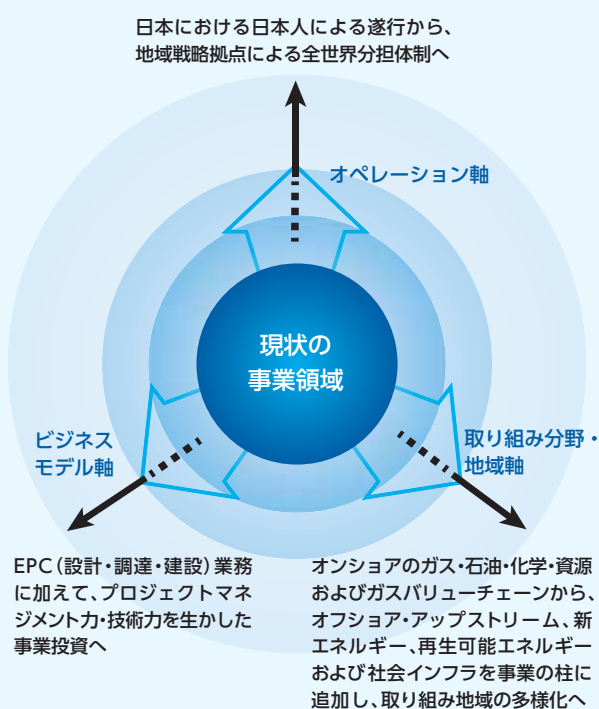 日本における日本人による遂行から、
地域戦略拠点による全世界分担体制へ
オペレーション軸
現状の
事業領域
ビジネス
モデル軸
取り組み分野・
地域軸
EPC（設計・調達・建設）業務
に加えて、プロジェクトマネ
ジメント力・技術力を生かした
事業投資へ
オンショアのガス・石油・化学・資源
およびガスバリューチェーンから、
オフショア・アップストリーム、新
エネルギー、再生可能エネルギー
および社会インフラを事業の柱に
追加し、取り組み地域の多様化へ